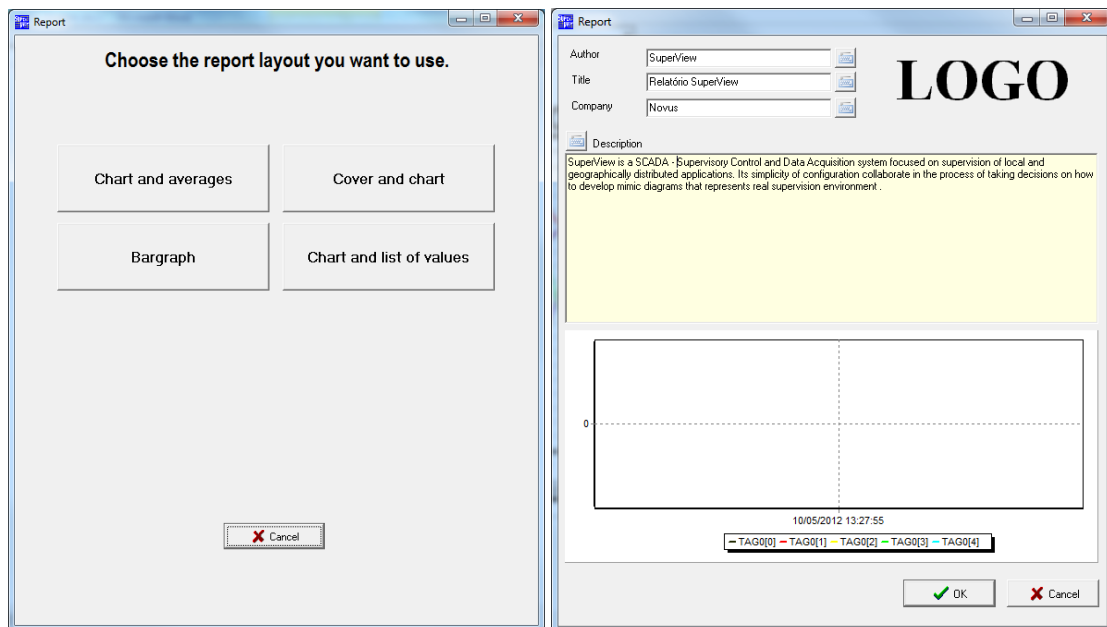 Report
Choose the report layout you want to use.
Chart and averages
Cover and chart
Bargraph
Chart and list of values
Cancel
Report
Author
SuperView
Title
Relatório SuperView
Company
Novus
LOGO
Description
SuperView is a SCADA - Supervisory Control and Data Acquisition system focused on supervision of local and
geographically distributed applications. Its simplicity of configuration collaborate in the process of taking decisions on how
to develop mimic diagrams that represents real supervision environment .
0
10/05/2012 13:27:55
TAG0[0] TAG0[1] TAG0[2] TAG0[3] TAG0[4]
OK
Cancel